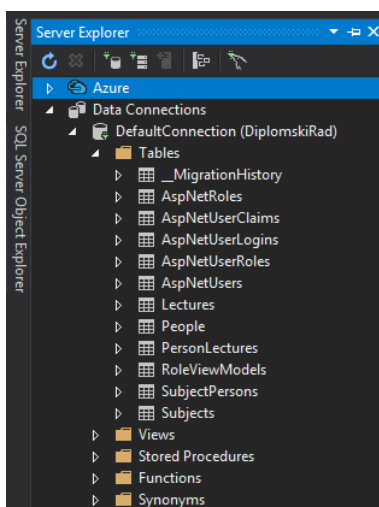 Server Explorer
SQL Server Object Explorer
Server Explorer
Azure
Data Connections
DefaultConnection (DiplomskiRad)
Tables
__MigrationHistory
AspNetRoles
AspNetUserClaims
AspNetUserLogins
AspNetUserRoles
AspNetUsers
Lectures
People
PersonLectures
RoleViewModels
SubjectPersons
Subjects
Views
Stored Procedures
Functions
Synonyms